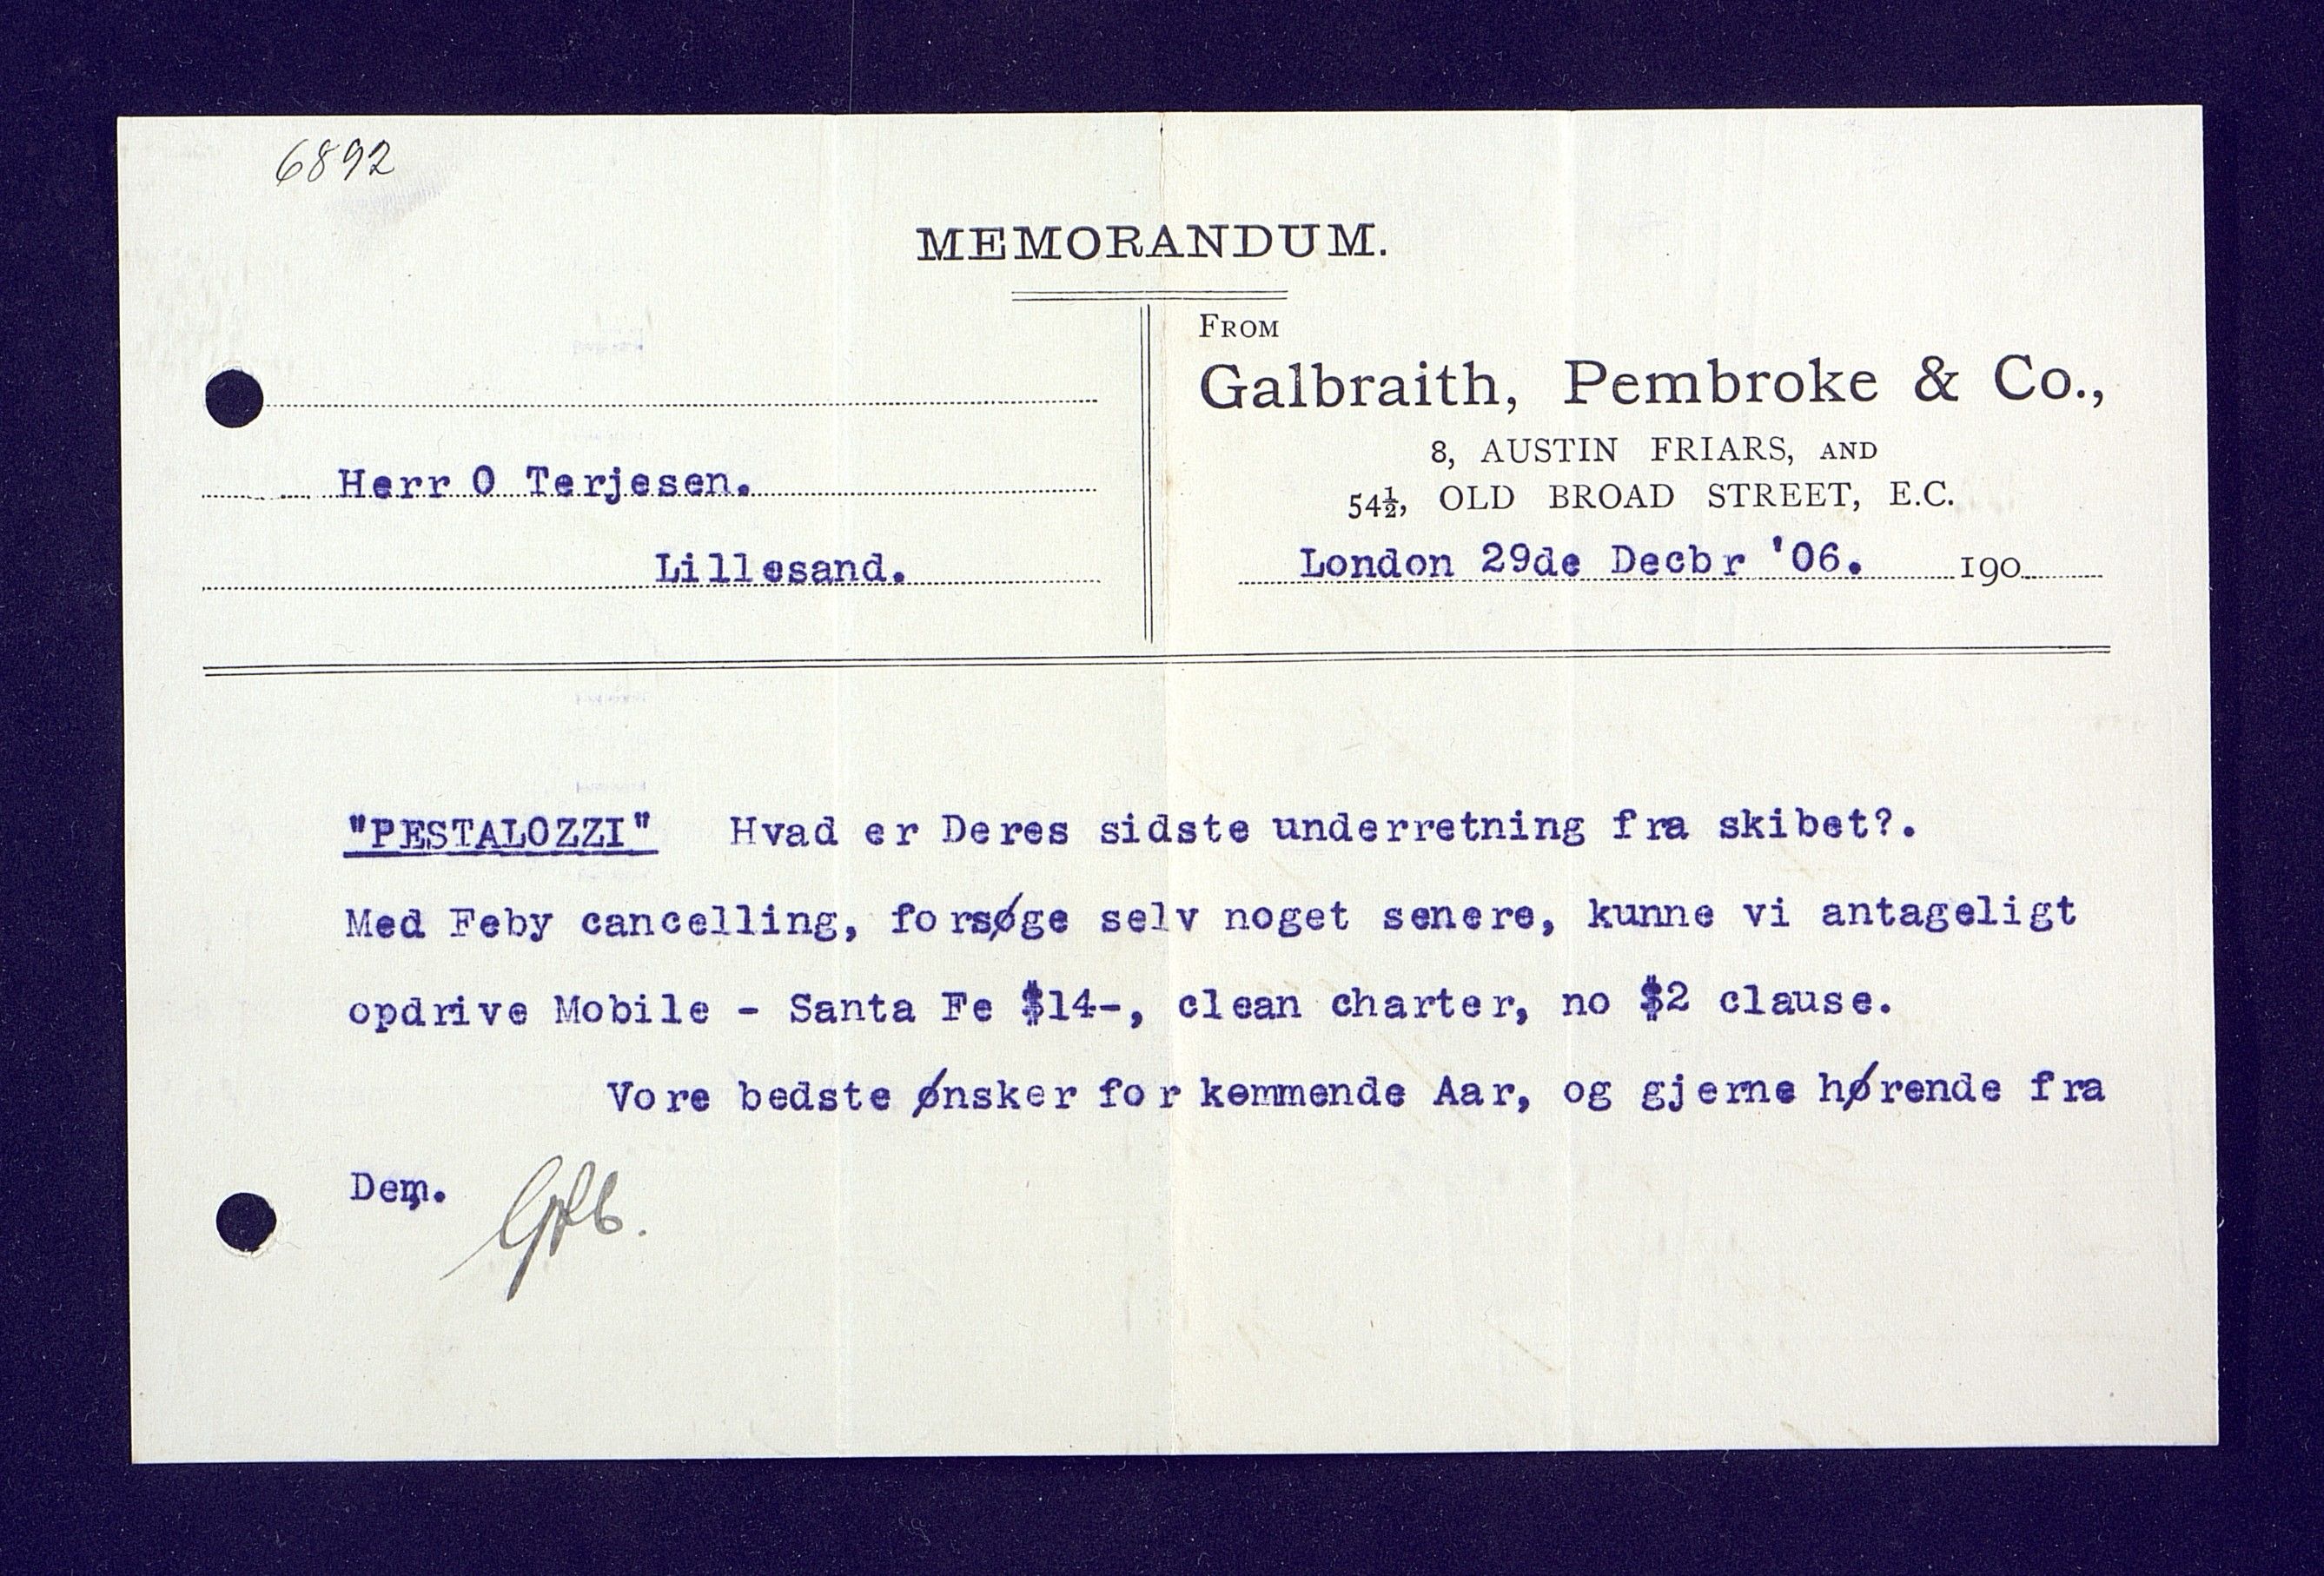 6892
MEMORANDUM.
FROM
Galbraith, Pembroke & Co.,
8, AUSTIN FRIARS, AND
54½, OLD BROAD STREET, E.C.
Herr O Terjesen.
Lillesand.
London 29de Decbr '06. 190
"PESTALOZZI" Hvad er Deres sidste underretning fra skibet?.
Med Feby cancelling, forsøge selv noget senere, kunne vi antageligt
opdrive Mobile - Santa Fe $14-, clean charter, no $2 clause.
Vore bedste ønsker for kommende Aar, og gjerne hørende fra
Dem.